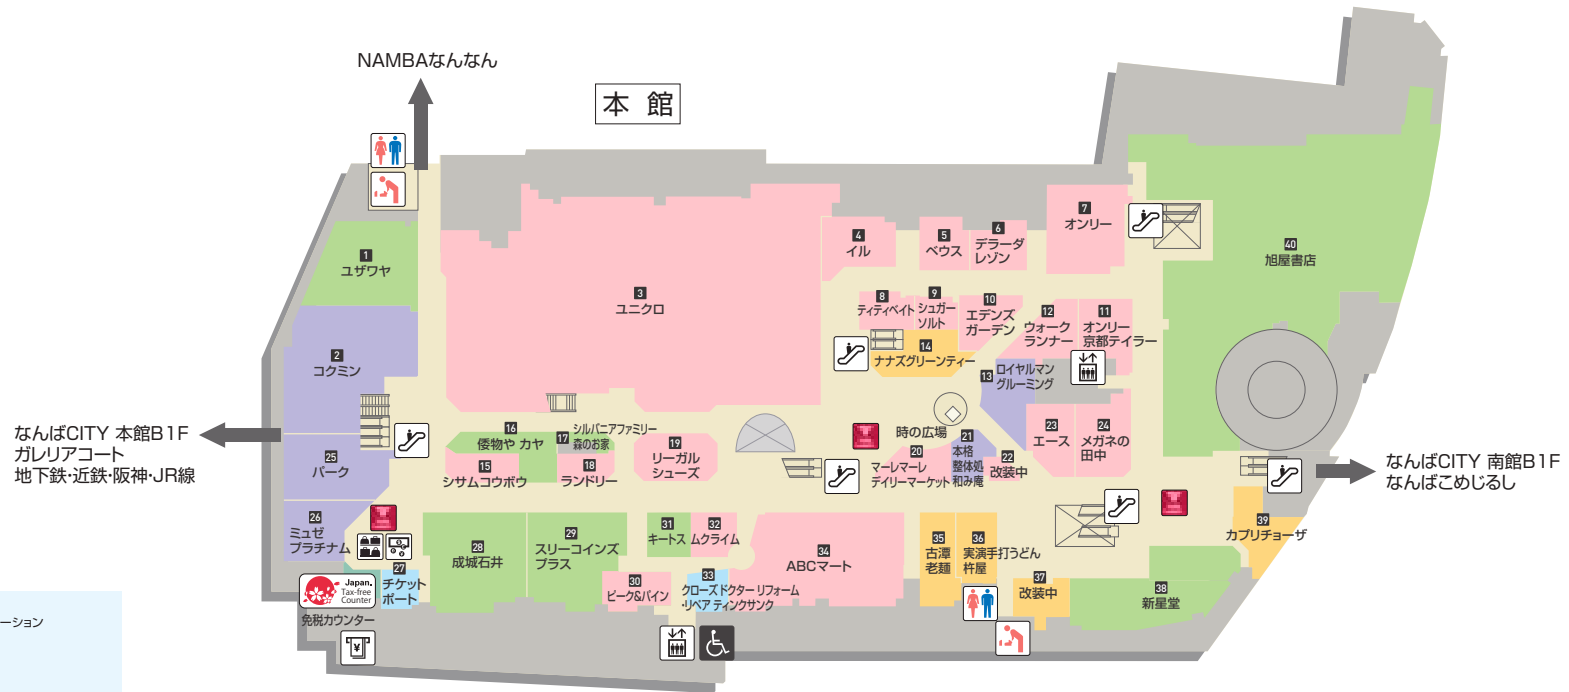 NAMBAなんなん
本 館
1
ユザワヤ
2
コクミン
3
ユニクロ
4
イル
5
ベウス
6
デラーダ
レゾン
7
オンリー
40
旭屋書店
8
ティティベイト
9
シュガー
ソルト
10
エデンズ
ガーデン
12
ウォーク
ランナー
11
オンリー
京都テイラー
14
ナナズグリーンティー
13
ロイヤルマン
グルーミング
なんばCITY 本館B1F
ガレリアコート
地下鉄・近鉄・阪神・JR線
25
パーク
26
ミュゼ
プラチナム
16
倭物や カヤ
17
シルバニアファミリー
森のお家
15
シサムコウボウ
18
ランドリー
19
リーガル
シューズ
時の広場
20
マーレマーレ
デイリーマーケット
21
本格
整体処
和み庵
22
改装中
23
エース
24
メガネの
田中
なんばCITY 南館B1F
なんばこめじるし
39
カプリチョーザ
27
チケット
ポート
28
成城石井
29
スリーコインズ
プラス
31
キートス
32
ムクライム
30
ピーク&パイン
33
クローズドクター リフォーム
・リペア ティンクサンク
34
ABCマート
35
古潭
老麺
36
実演手打うどん
杵屋
37
改装中
38
新星堂
Japan.
Tax-free
Counter
免税カウンター
¥
ーション